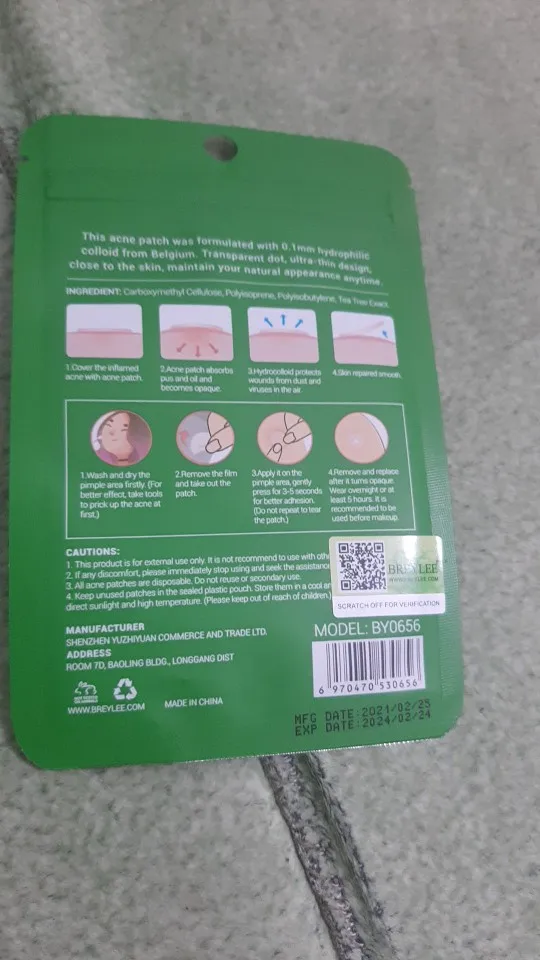 This acne patch was formulated with 0.1mm hydrophilic
colloid from Belgium. Transparent dot, ultra-thin design,
close to the skin, maintain your natural appearance anytime.
INGREDIENT: Carboxymethyl Cellulose, Polyisoprene, Polyisobutylene, Tea Tree Exact.
1.Cover the inflamed
acne with acne patch.
2.Acne patch absorbs
pus and oil and
becomes opaque.
3.Hydrocolloid protects
wounds from dust and
viruses in the air.
4.Skin repaired smooth.
1.Wash and dry the
pimple area firstly. (For
better effect, take tools
to prick up the acne at
first.)
2.Remove the film
and take out the
patch.
3.Apply it on the
pimple area, gently
press for 3-5 seconds
for better adhesion.
(Do not repeat to tear
the patch.)
4.Remove and replace
after it turns opaque.
Wear overnight or at
least 5 hours. it is
recommended to be
used before makeup.
CAUTIONS:
1. This product is for external use only. It is not recommend to use with oth
2. If any discomfort, please immediately stop using and seek the assistanc
3. All acne patches are disposable. Do not reuse or secondary use.
4. Keep unused patches in the sealed plastic pouch. Store them in a cool an
direct sunlight and high temperature. (Please keep out of reach of children.)
BREYLEE
WWW.BREYLEE.COM
SCRATCH OFF FOR VERIFICATION
MANUFACTURER
SHENZHEN YUZHIYUAN COMMERCE AND TRADE LTD.
ADDRESS
ROOM 7D, BAOLING BLDG., LONGGANG DIST
MODEL: BY0656
6 970470 530656
WWW.BREYLEE.COM
MADE IN CHINA
MFG DATE:2021/02/25
EXP DATE:2024/02/24